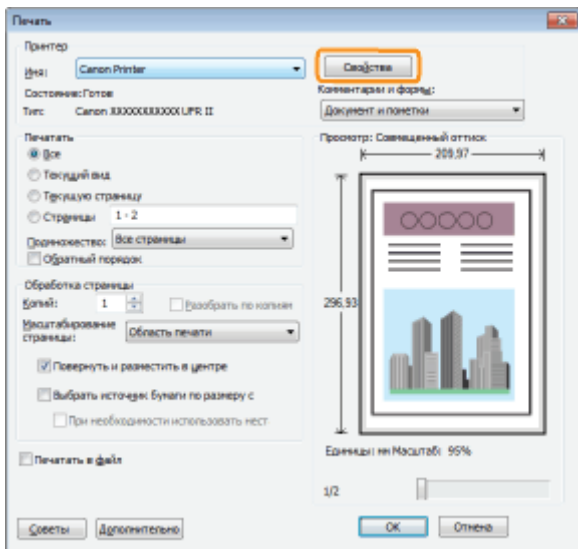 Печать
Принтер
Имя: Canon Printer
Свойства
Состояние: Готов
Тип: Canon XXXXXXXXXXX UFR II
Комментарии и формы:
Документ и пометки
Печатать
Все
Текущий вид
Текущую страницу
Страницы 1 - 2
Подмножество: Все страницы
Обратный порядок
Просмотр: Совмещенный оттиск
209,97
296,93
Обработка страницы
Копий: 1 Разобрать по копиям
Масштабирование страницы: Область печати
Повернуть и разместить в центре
Выбрать источник бумаги по размеру с
При необходимости использовать нест
Печатать в файл
Единицы: мм Масштаб: 95%
1/2
Советы Дополнительно OK Отмена